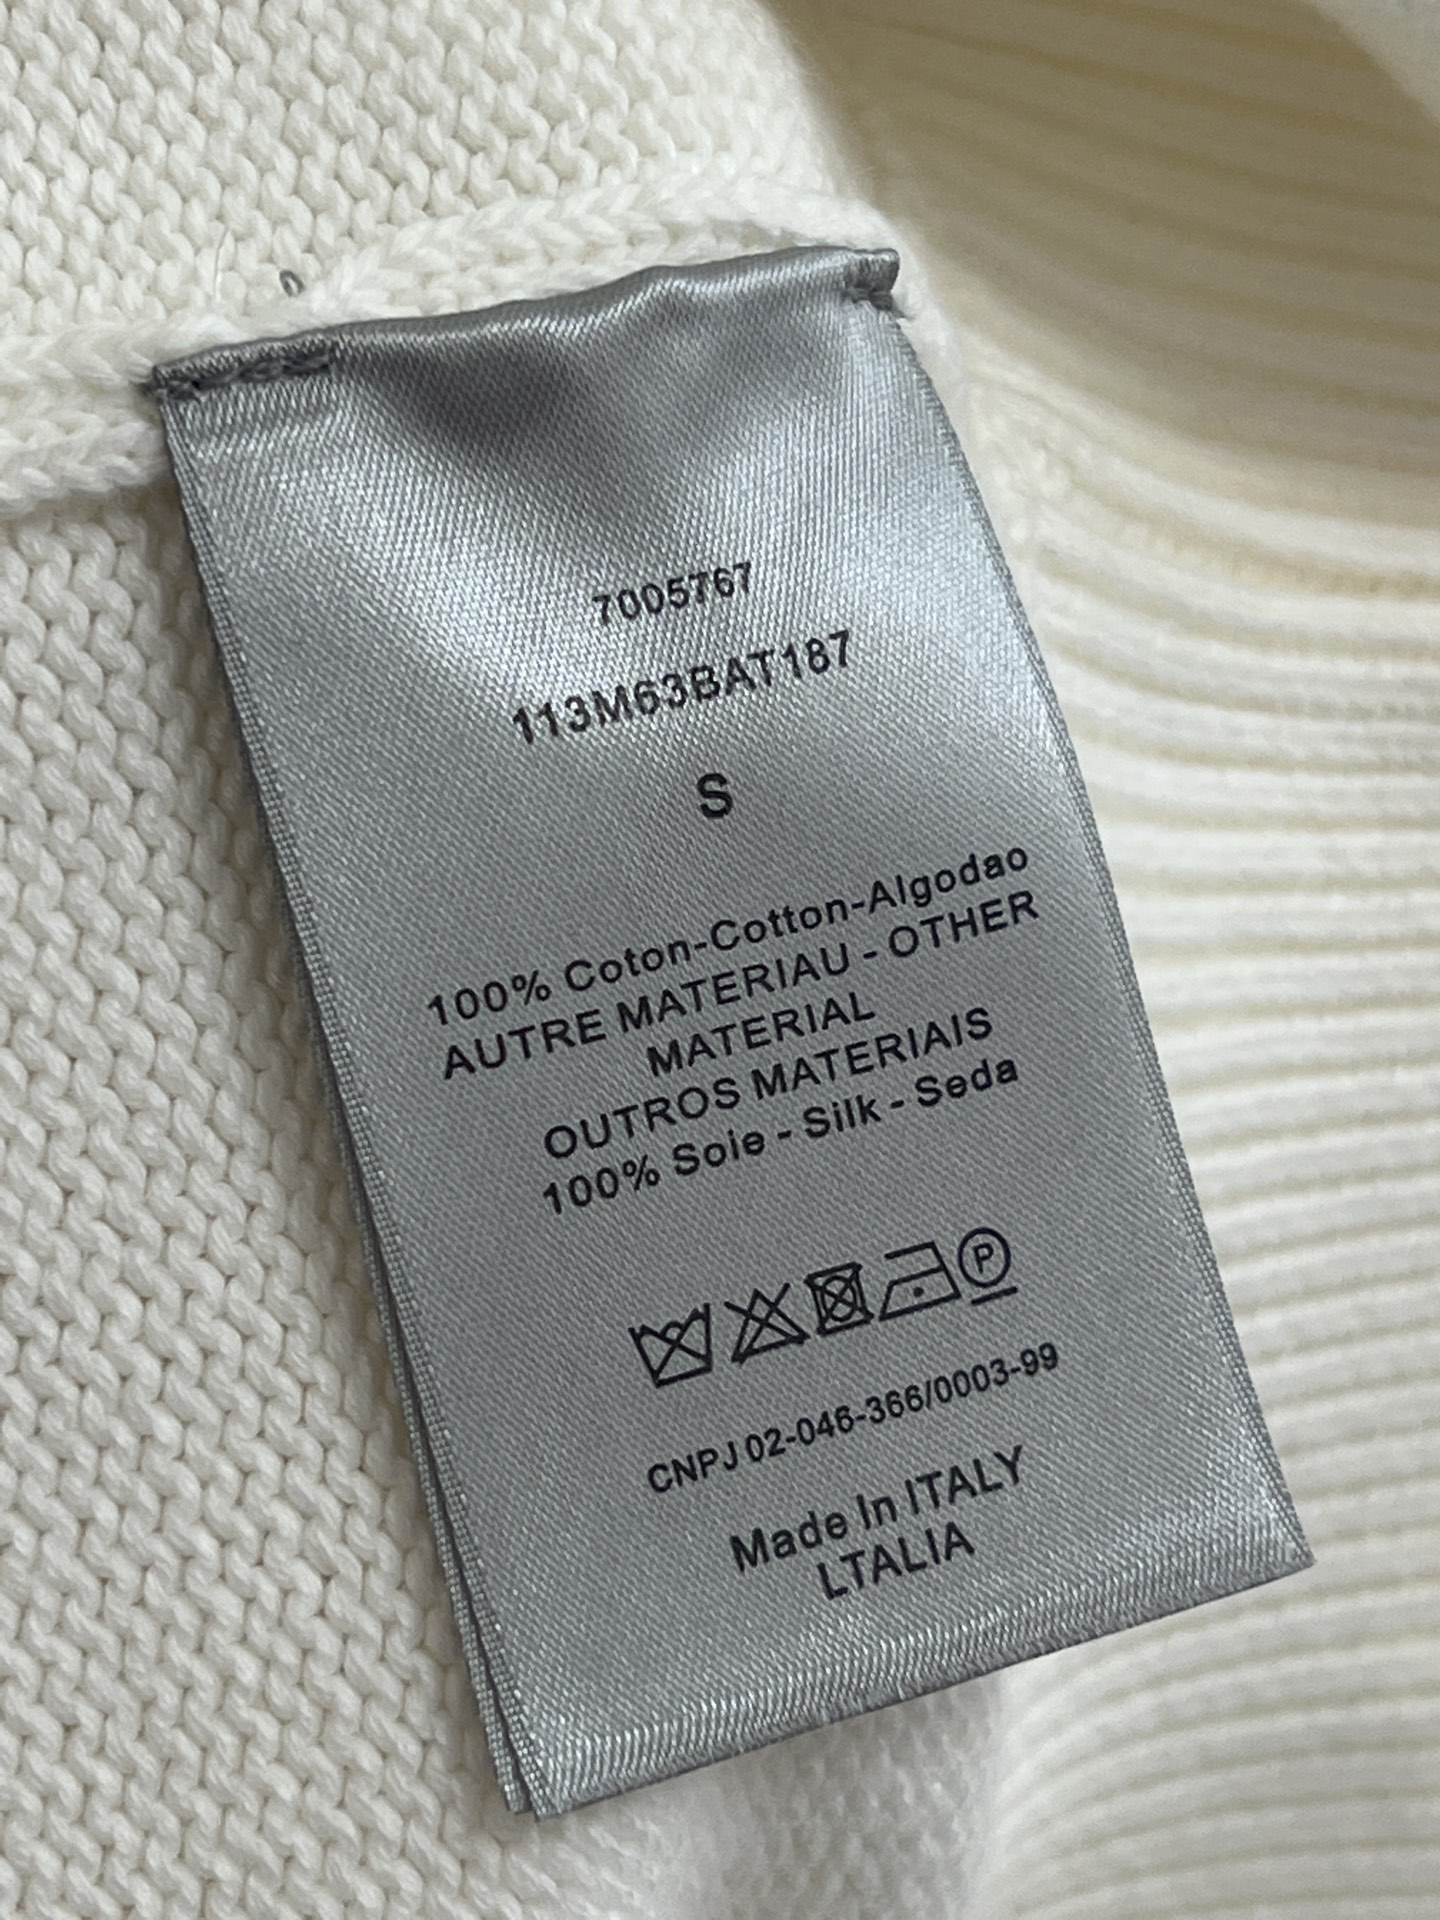 7005767
113M63BAT187
S
100% Coton-Cotton-Algodao
AUTRE MATERIAU - OTHER
MATERIAL
OUTROS MATERIAIS
100% Soie - Silk - Seda
P
CNPJ 02-046-366/0003-99
Made In ITALY
LTALIA